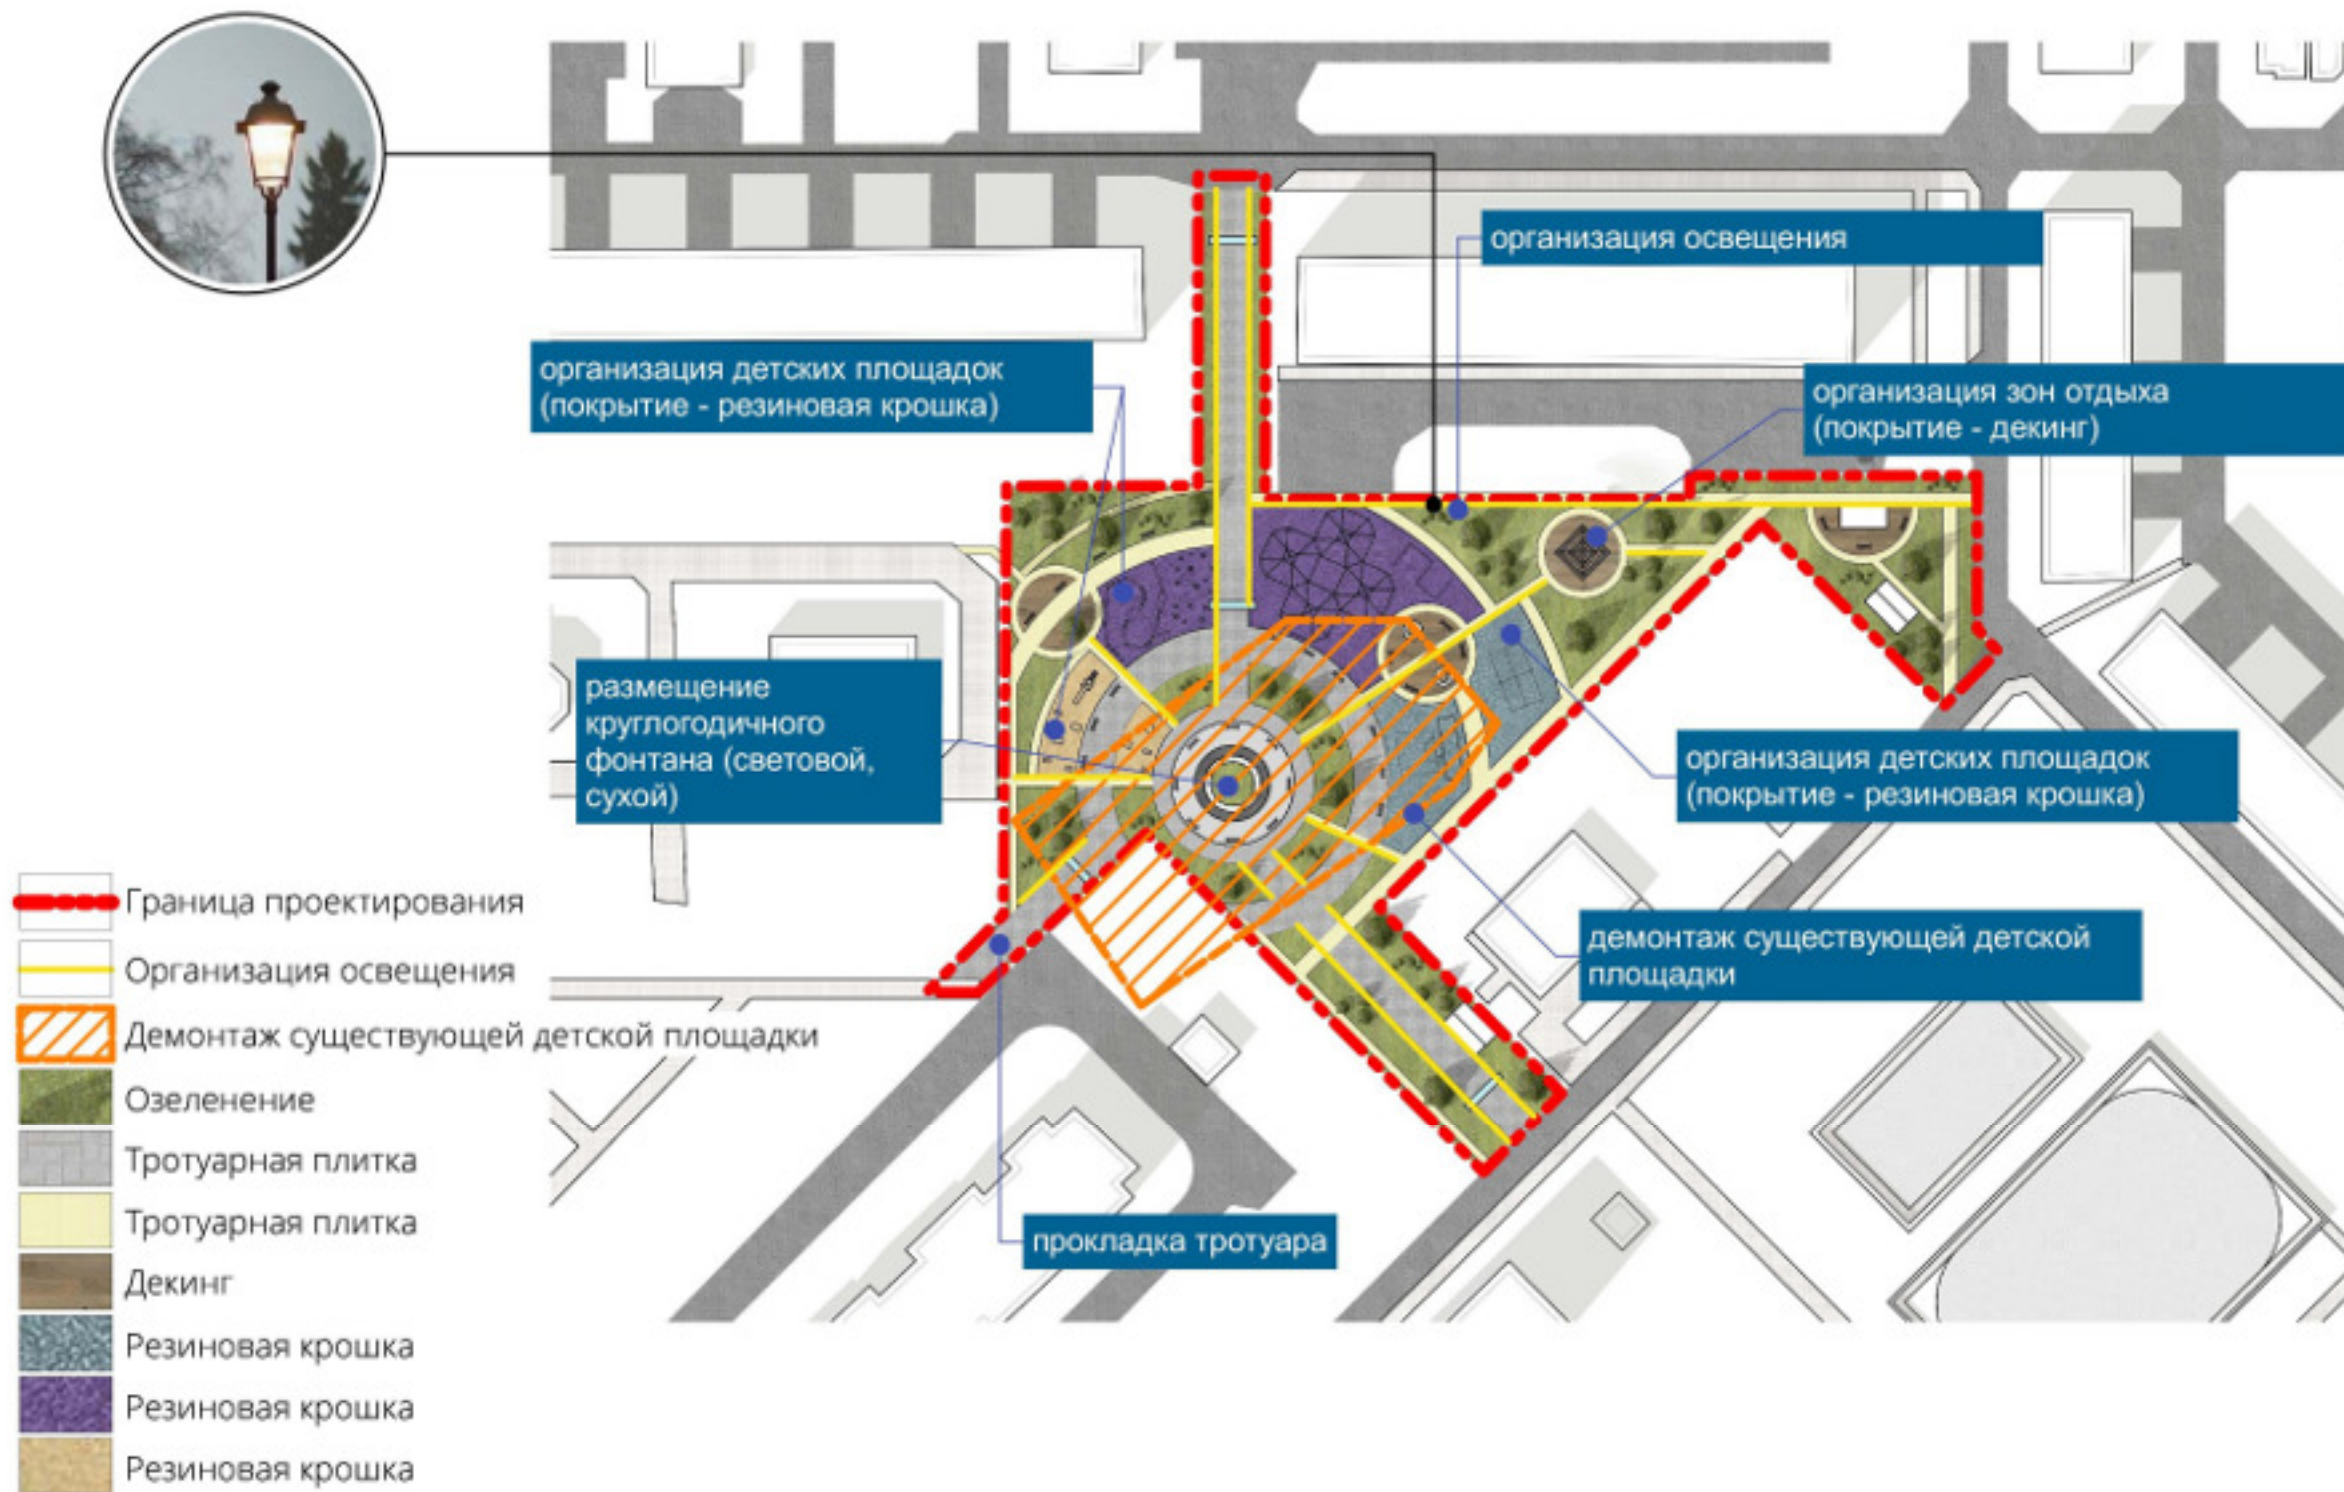 организация освещения
организация детских площадок
(покрытие - резиновая крошка)
организация зон отдыха
(покрытие - декинг)
размещение
круглогодичного
фонтана (световой,
сухой)
организация детских площадок
(покрытие - резиновая крошка)
демонтаж существующей детской
площадки
прокладка тротуара
Граница проектирования
Организация освещения
Демонтаж существующей детской площадки
Озеленение
Тротуарная плитка
Тротуарная плитка
Декинг
Резиновая крошка
Резиновая крошка
Резиновая крошка